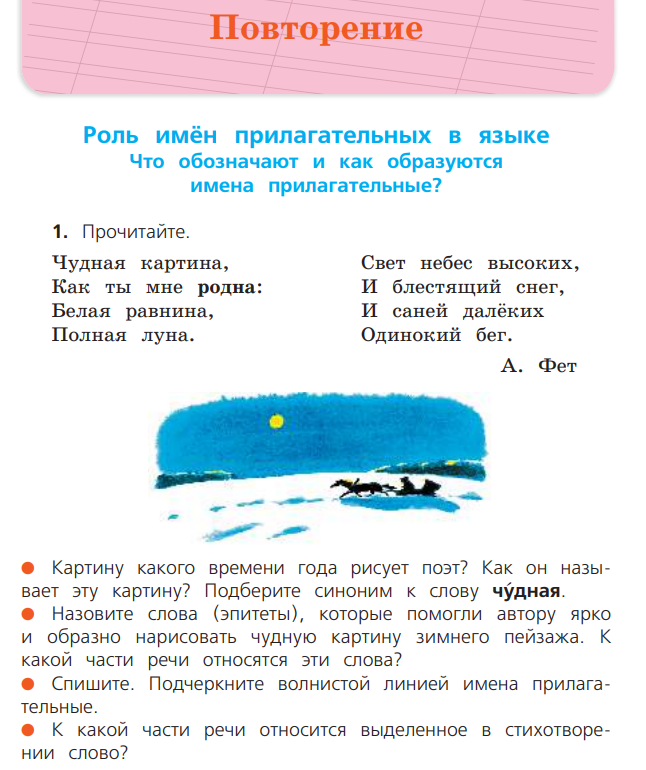 Повторение
Роль имён прилагательных в языке
Что обозначают и как образуются
имена прилагательные?
1. Прочитайте.
Чудная картина,
Как ты мне родна:
Белая равнина,
Полная луна.
Свет небес высоких,
И блестящий снег,
И саней далёких
Одинокий бег.
А. Фет
Картину какого времени года рисует поэт? Как он назы-
вает эту картину? Подберите синоним к слову чу́дная.
Назовите слова (эпитеты), которые помогли автору ярко
и образно нарисовать чудную картину зимнего пейзажа. К
какой части речи относятся эти слова?
Спишите. Подчеркните волнистой линией имена прилага-
тельные.
К какой части речи относится выделенное в стихотворе-
нии слово?